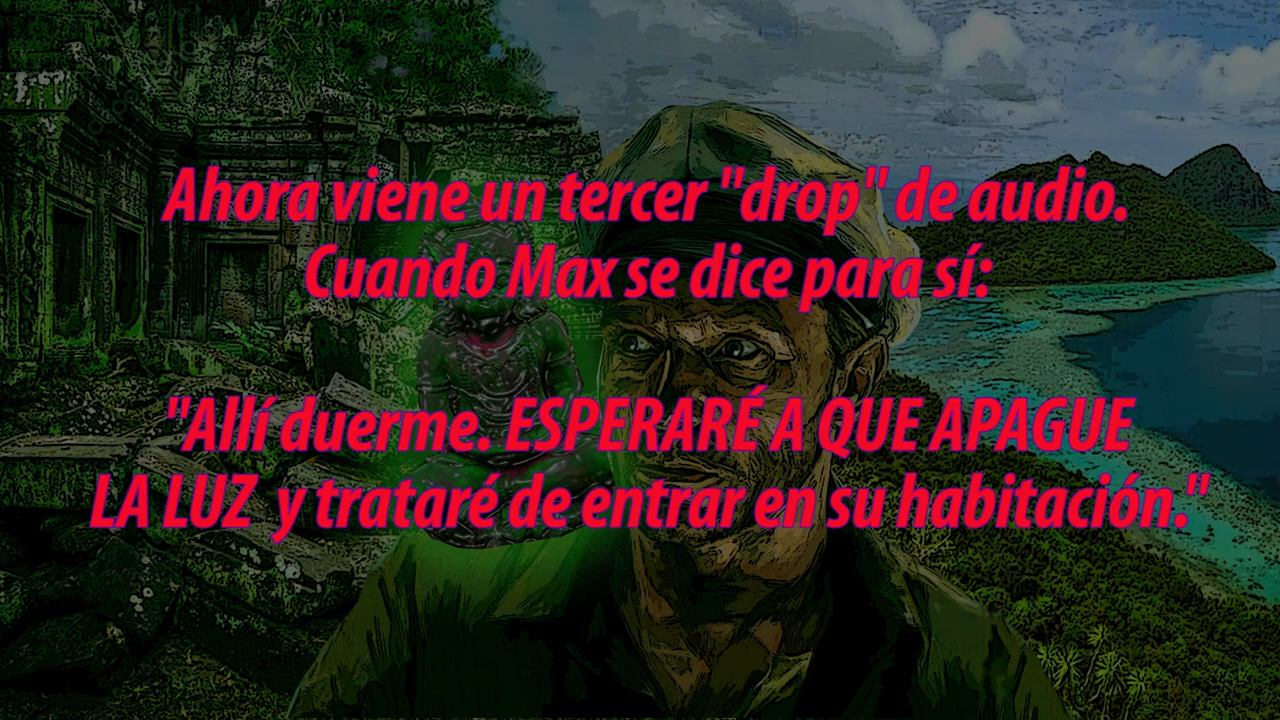 Ahora viene un tercer "drop" de audio.
Cuando Max se dice para sí:
"Allí duerme. ESPERARÉ A QUE APAGUE
LA LUZ y trataré de entrar en su habitación."